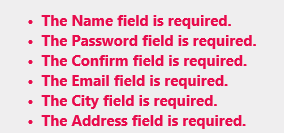 • The Name field is required.
• The Password field is required.
• The Confirm field is required.
• The Email field is required.
• The City field is required.
• The Address field is required.